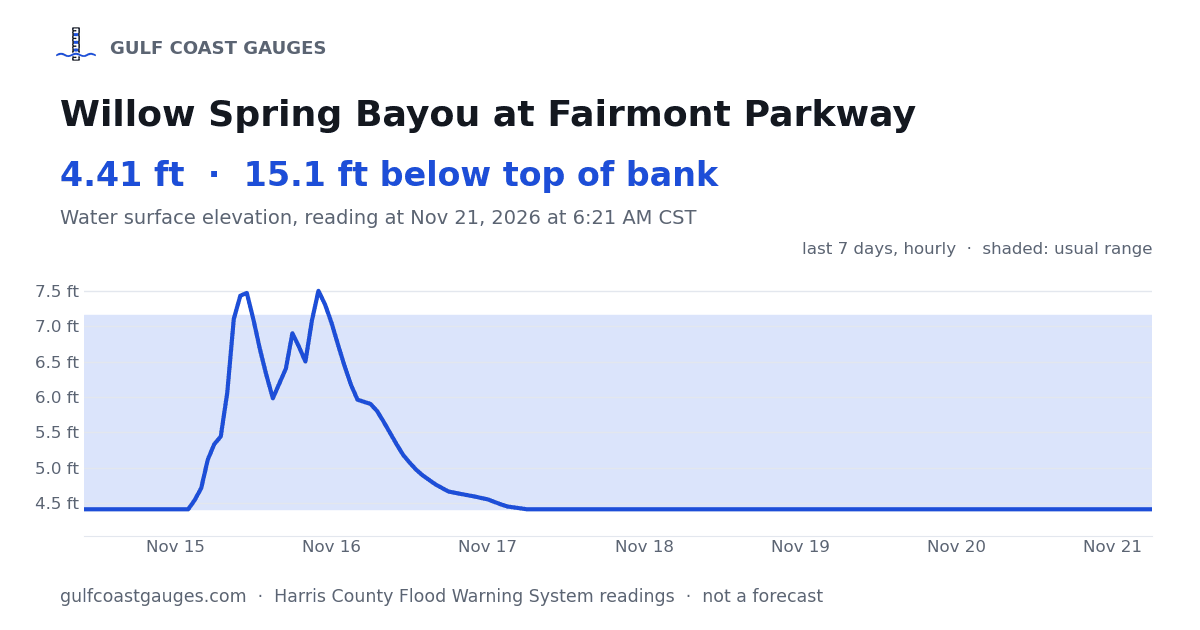 GULF COAST GAUGES
Willow Spring Bayou at Fairmont Parkway
4.41 ft · 15.1 ft below top of bank
Water surface elevation, reading at Nov 21, 2026 at 6:21 AM CST
last 7 days, hourly · shaded: usual range
7.5 ft
7.0 ft
6.5 ft
6.0 ft
5.5 ft
5.0 ft
4.5 ft
Nov 15 Nov 16 Nov 17 Nov 18 Nov 19 Nov 20 Nov 21
gulfcoastgauges.com · Harris County Flood Warning System readings · not a forecast